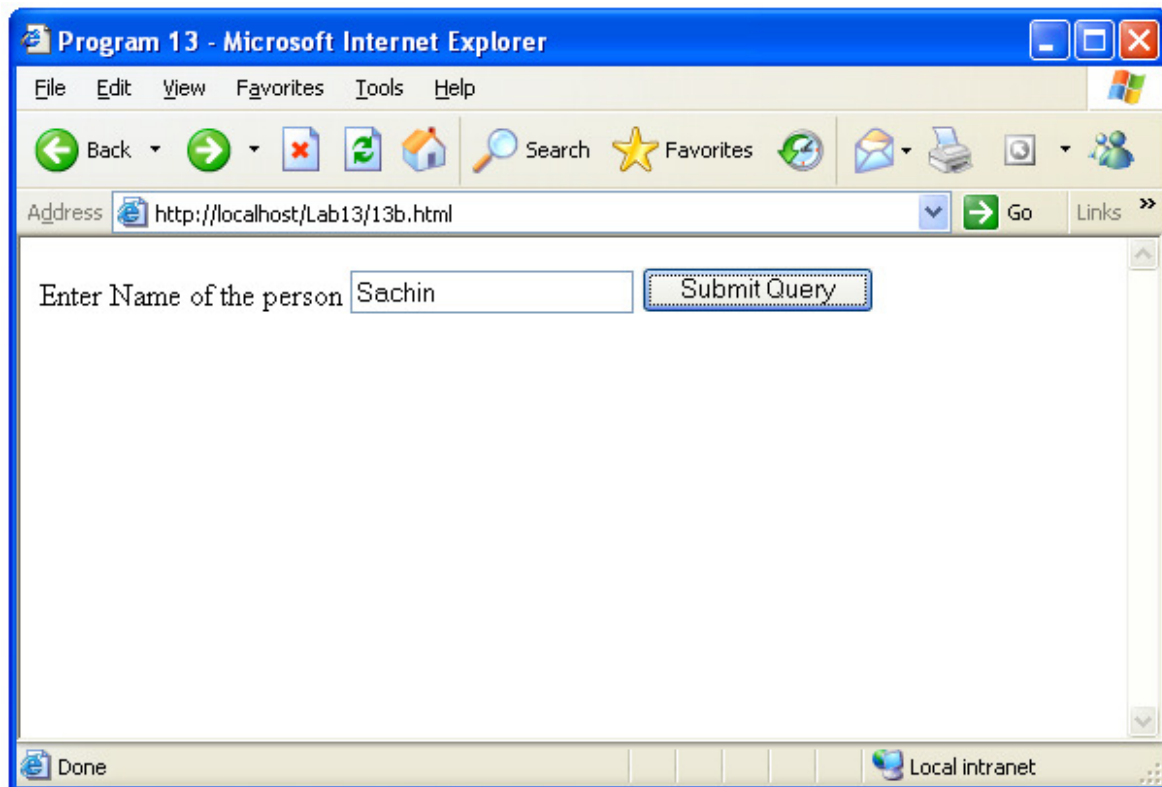 Program 13 - Microsoft Internet Explorer
File Edit View Favorites Tools Help
Back Search Favorites
Address http://localhost/Lab13/13b.html Go Links »
Enter Name of the person Sachin Submit Query
Done Local intranet